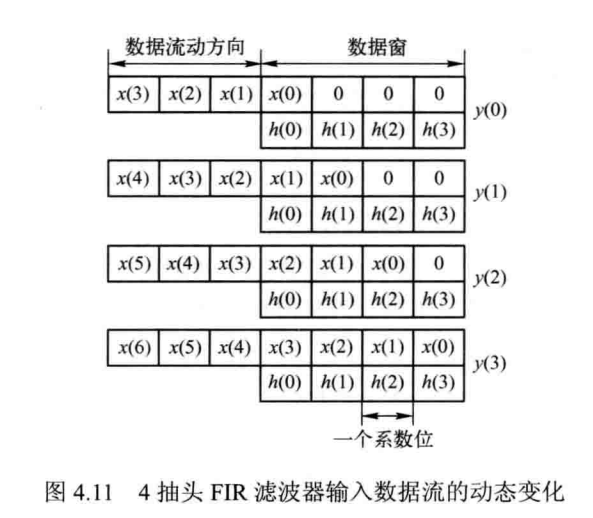 数据流动方向 数据窗
x(3) x(2) x(1) x(0) 0 0 0
y(0)
h(0) h(1) h(2) h(3)
x(4) x(3) x(2) x(1) x(0) 0 0
y(1)
h(0) h(1) h(2) h(3)
x(5) x(4) x(3) x(2) x(1) x(0) 0
y(2)
h(0) h(1) h(2) h(3)
x(6) x(5) x(4) x(3) x(2) x(1) x(0)
y(3)
h(0) h(1) h(2) h(3)
一个系数位
图 4.11 4 抽头 FIR 滤波器输入数据流的动态变化